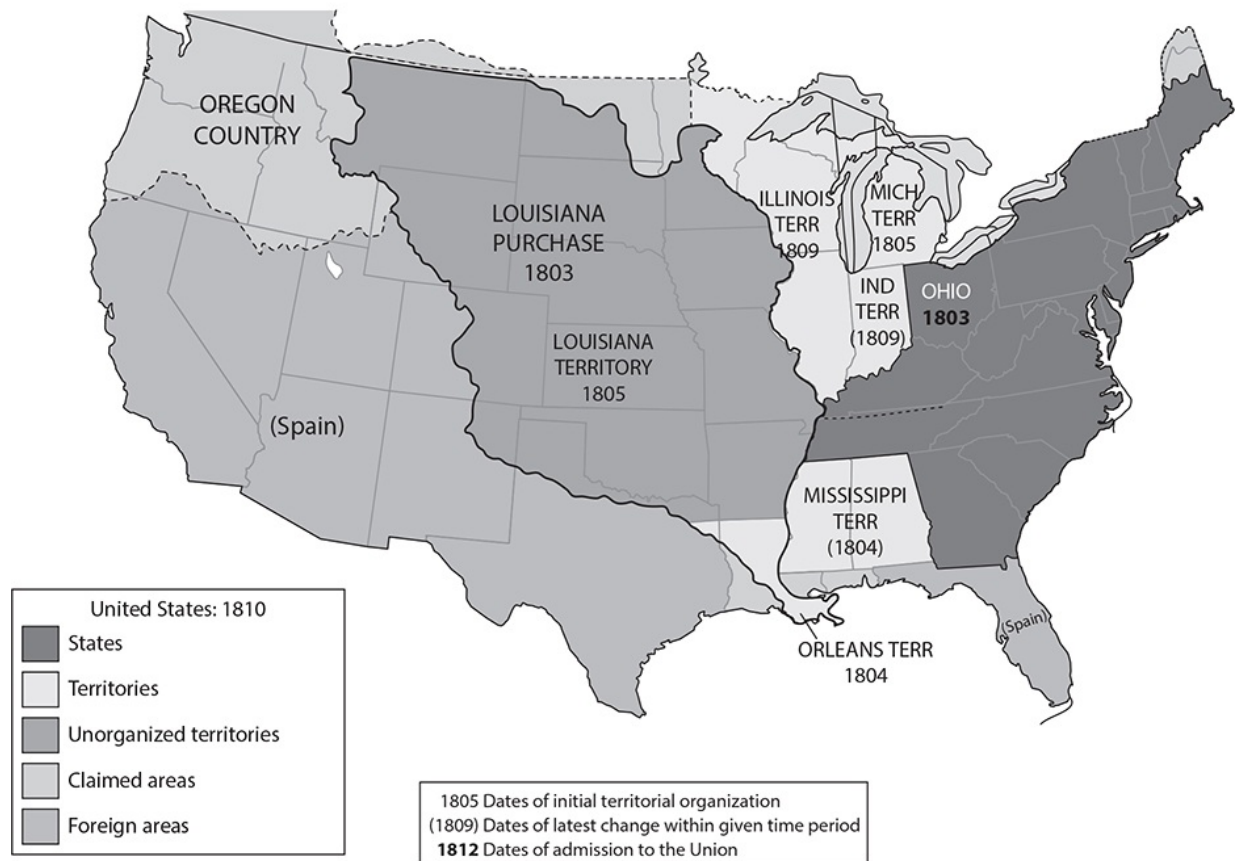 OREGON
COUNTRY
LOUISIANA
PURCHASE
1803
LOUISIANA
TERRITORY
1805
(Spain)
ILLINOIS
TERR
1809
MICH
TERR
1805
IND
TERR
(1809)
OHIO
1803
MISSISSIPPI
TERR
(1804)
(Spain)
ORLEANS TERR
1804
United States: 1810
States
Territories
Unorganized territories
Claimed areas
Foreign areas
1805 Dates of initial territorial organization
(1809) Dates of latest change within given time period
1812 Dates of admission to the Union